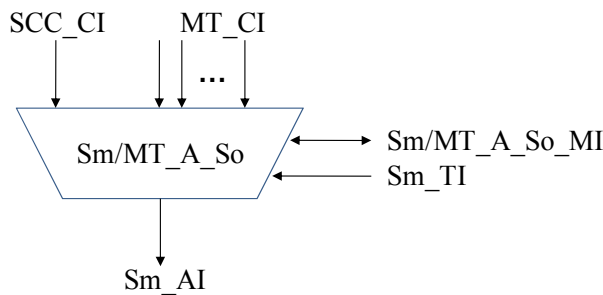 SCC_CI MT_CI
...
Sm/MT_A_So
Sm/MT_A_So_MI
Sm_TI
Sm_AI